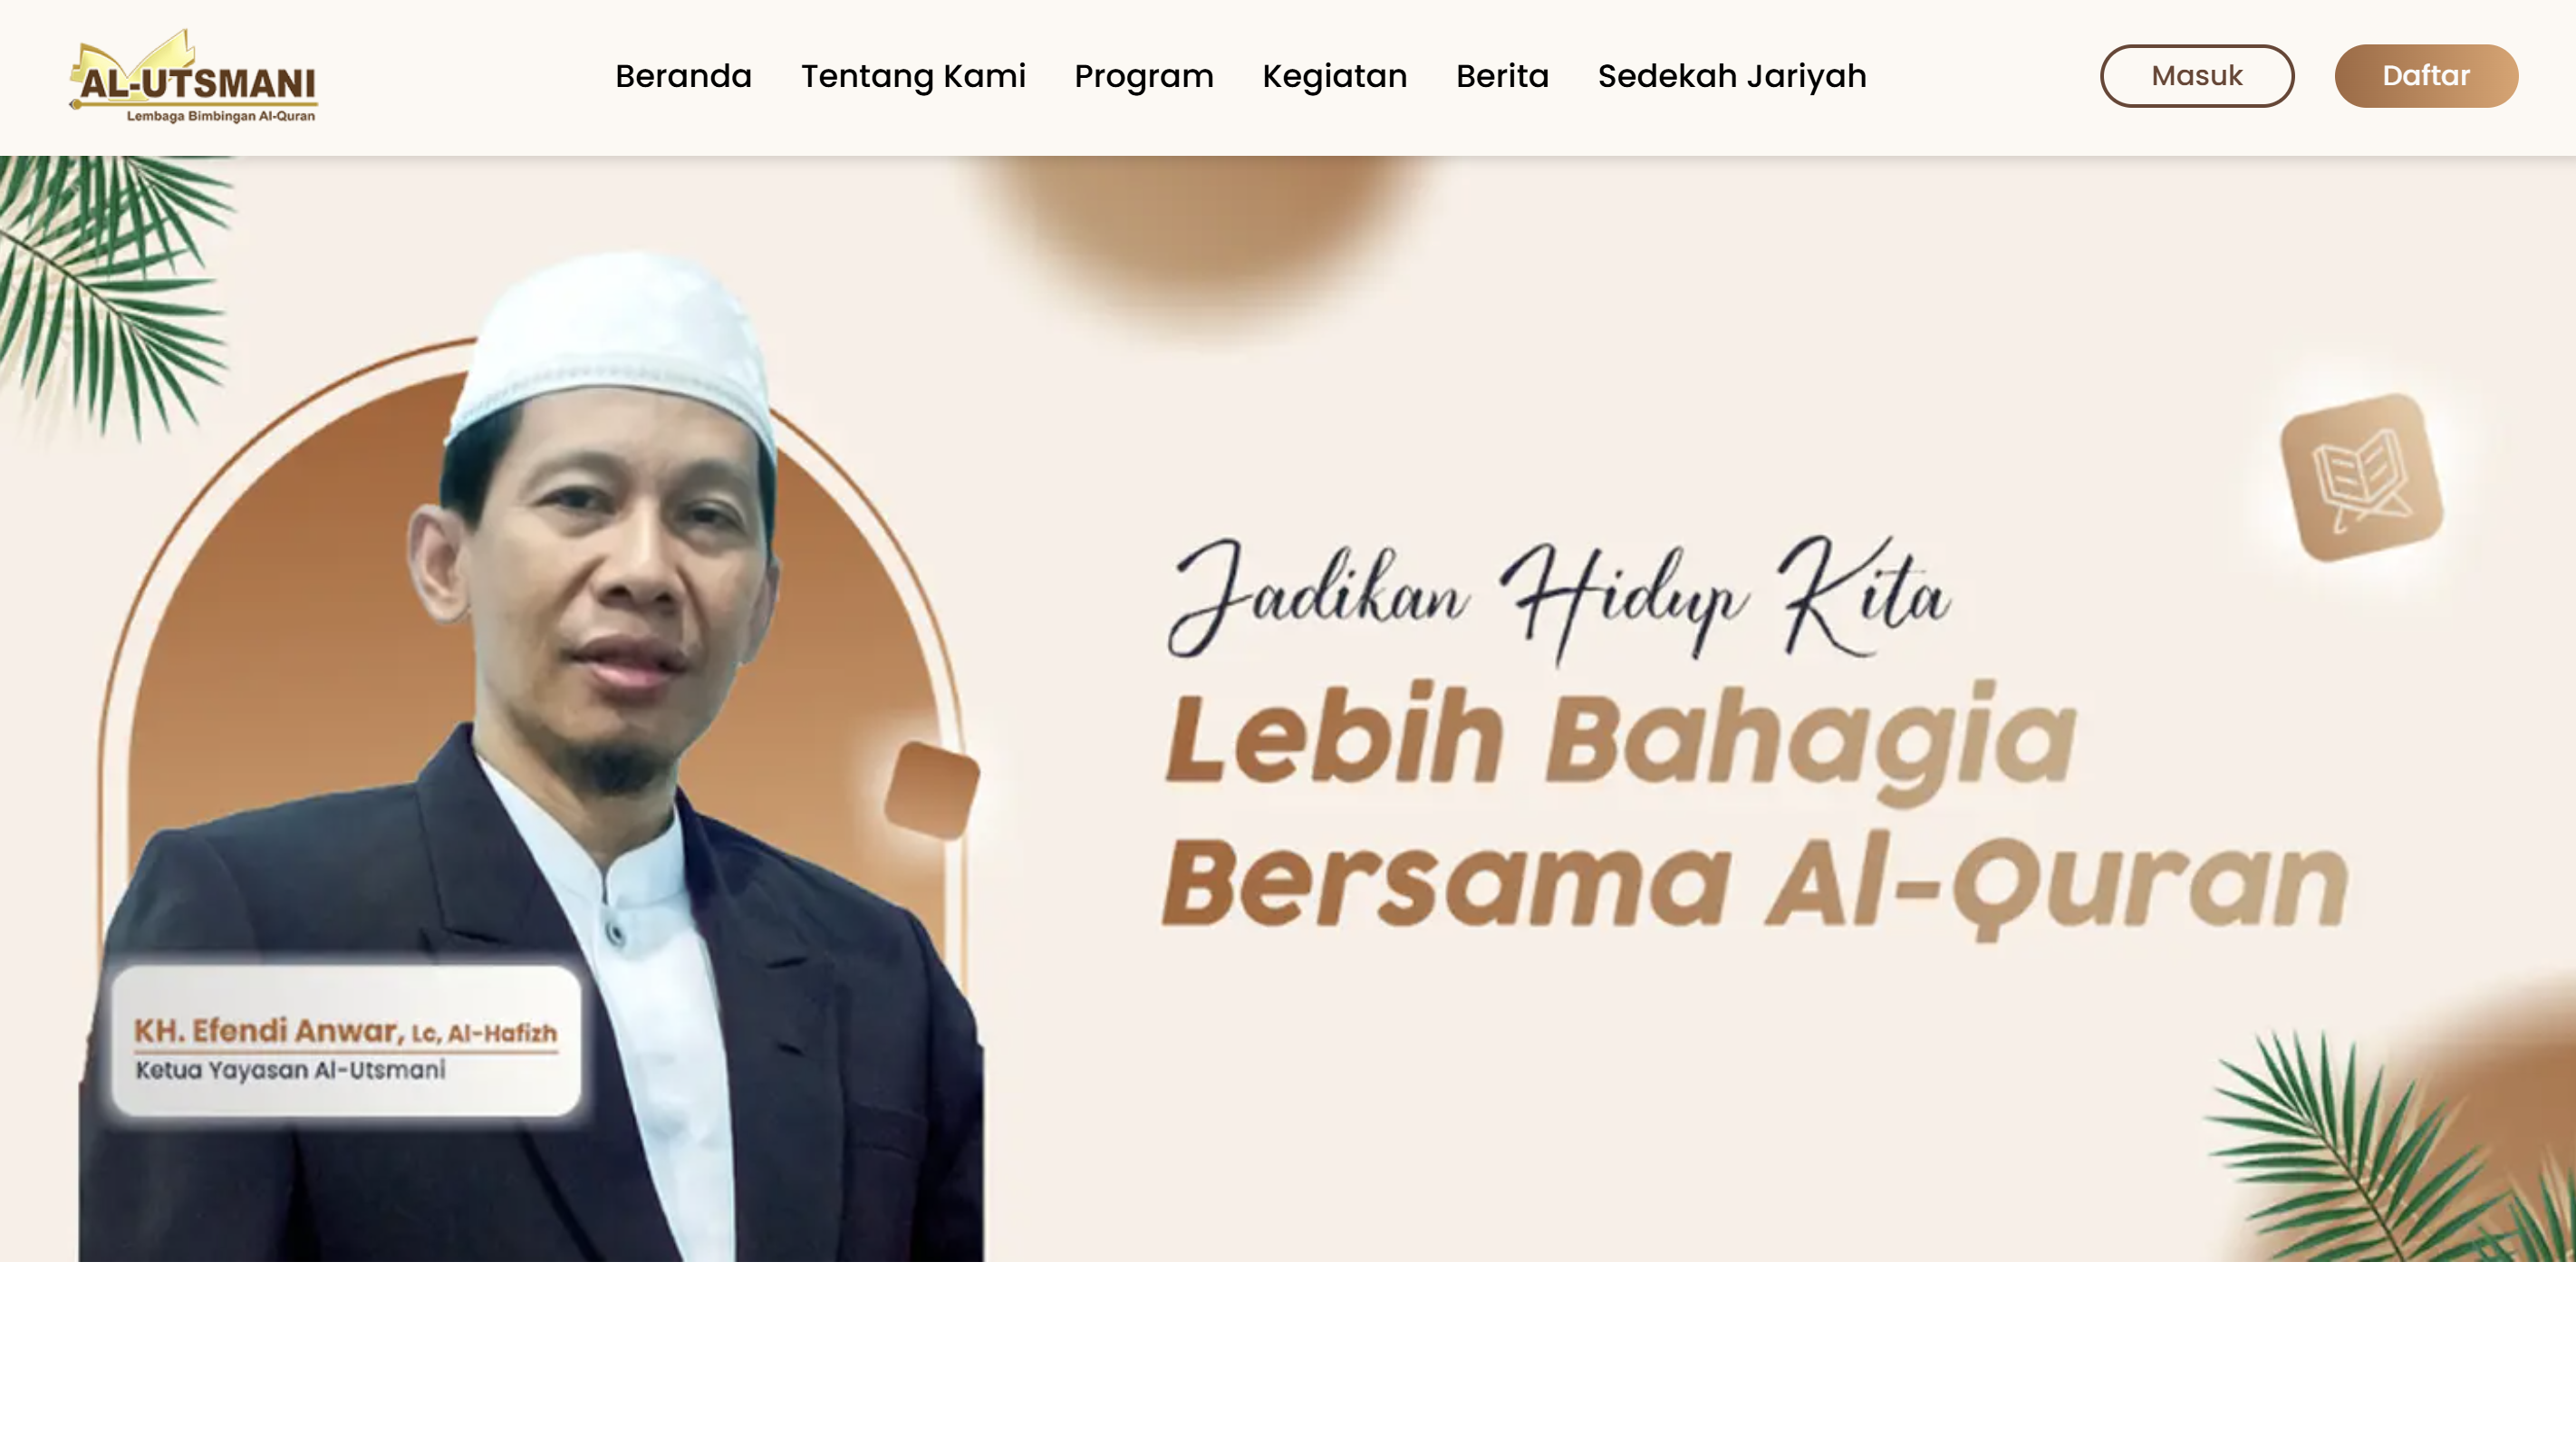 AL-UTSMANI
Lembaga Bimbingan Al-Quran
Beranda Tentang Kami Program Kegiatan Berita Sedekah Jariyah
Masuk Daftar
Jadikan Hidup Kita
Lebih Bahagia
Bersama Al-Quran
KH. Efendi Anwar, Lc, Al-Hafizh
Ketua Yayasan Al-Utsmani